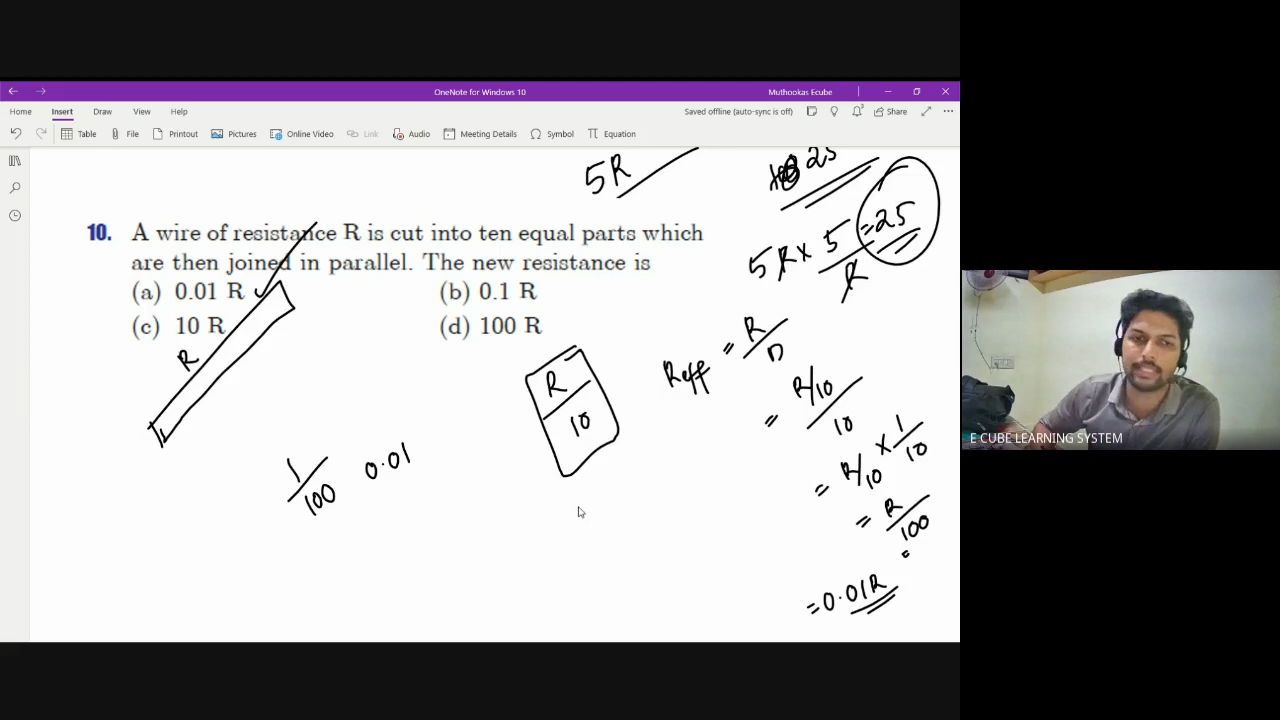 OneNote for Windows 10
Muthookas Ecube
Home Insert Draw View Help
Saved offline (auto-sync is off)
Share
Table File Printout Pictures Online Video Link Audio Meeting Details Symbol Equation
5R
25
5R × 5/R = 25
10. A wire of resistance R is cut into ten equal parts which
are then joined in parallel. The new resistance is
(a) 0.01 R ✓ (b) 0.1 R
(c) 10 R (d) 100 R
R
R/10
Reff = R/n
= R/10/10
= R/10 × 1/10
= R/100
=
= 0.01R
1/100 0.01
E CUBE LEARNING SYSTEM